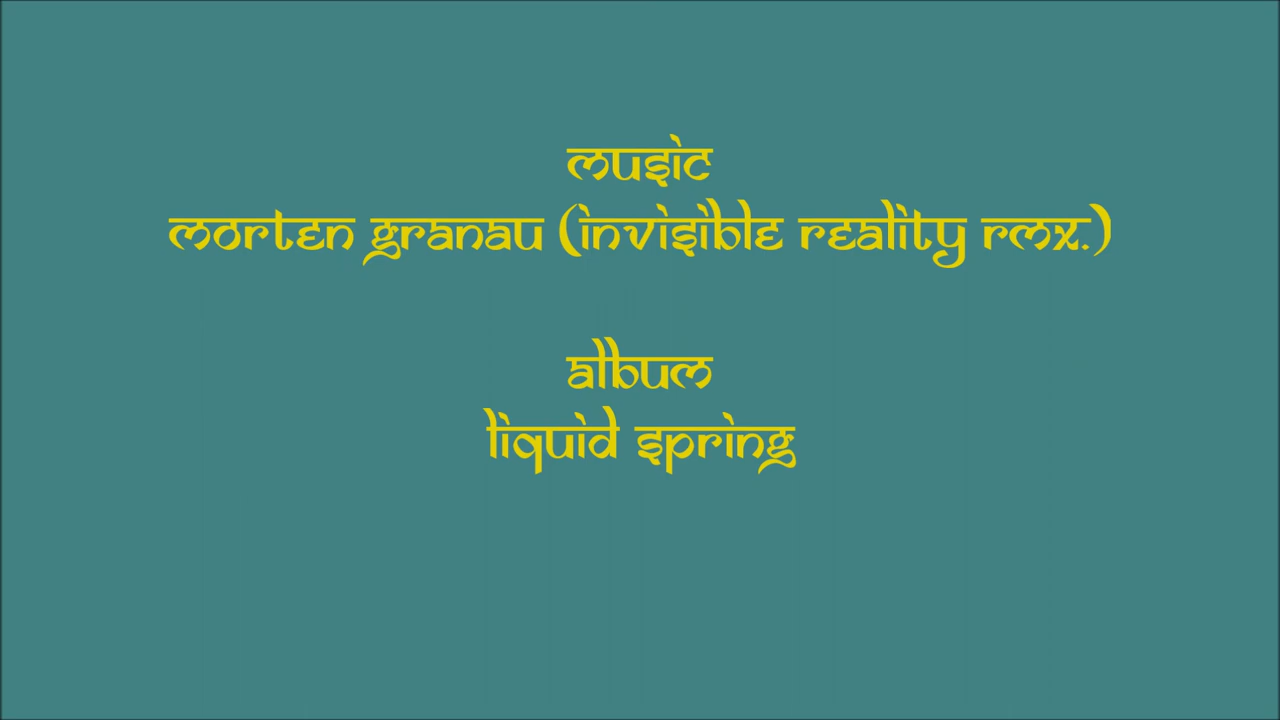 music
morten granau (invisible reality rmx.)
album
liquid spring